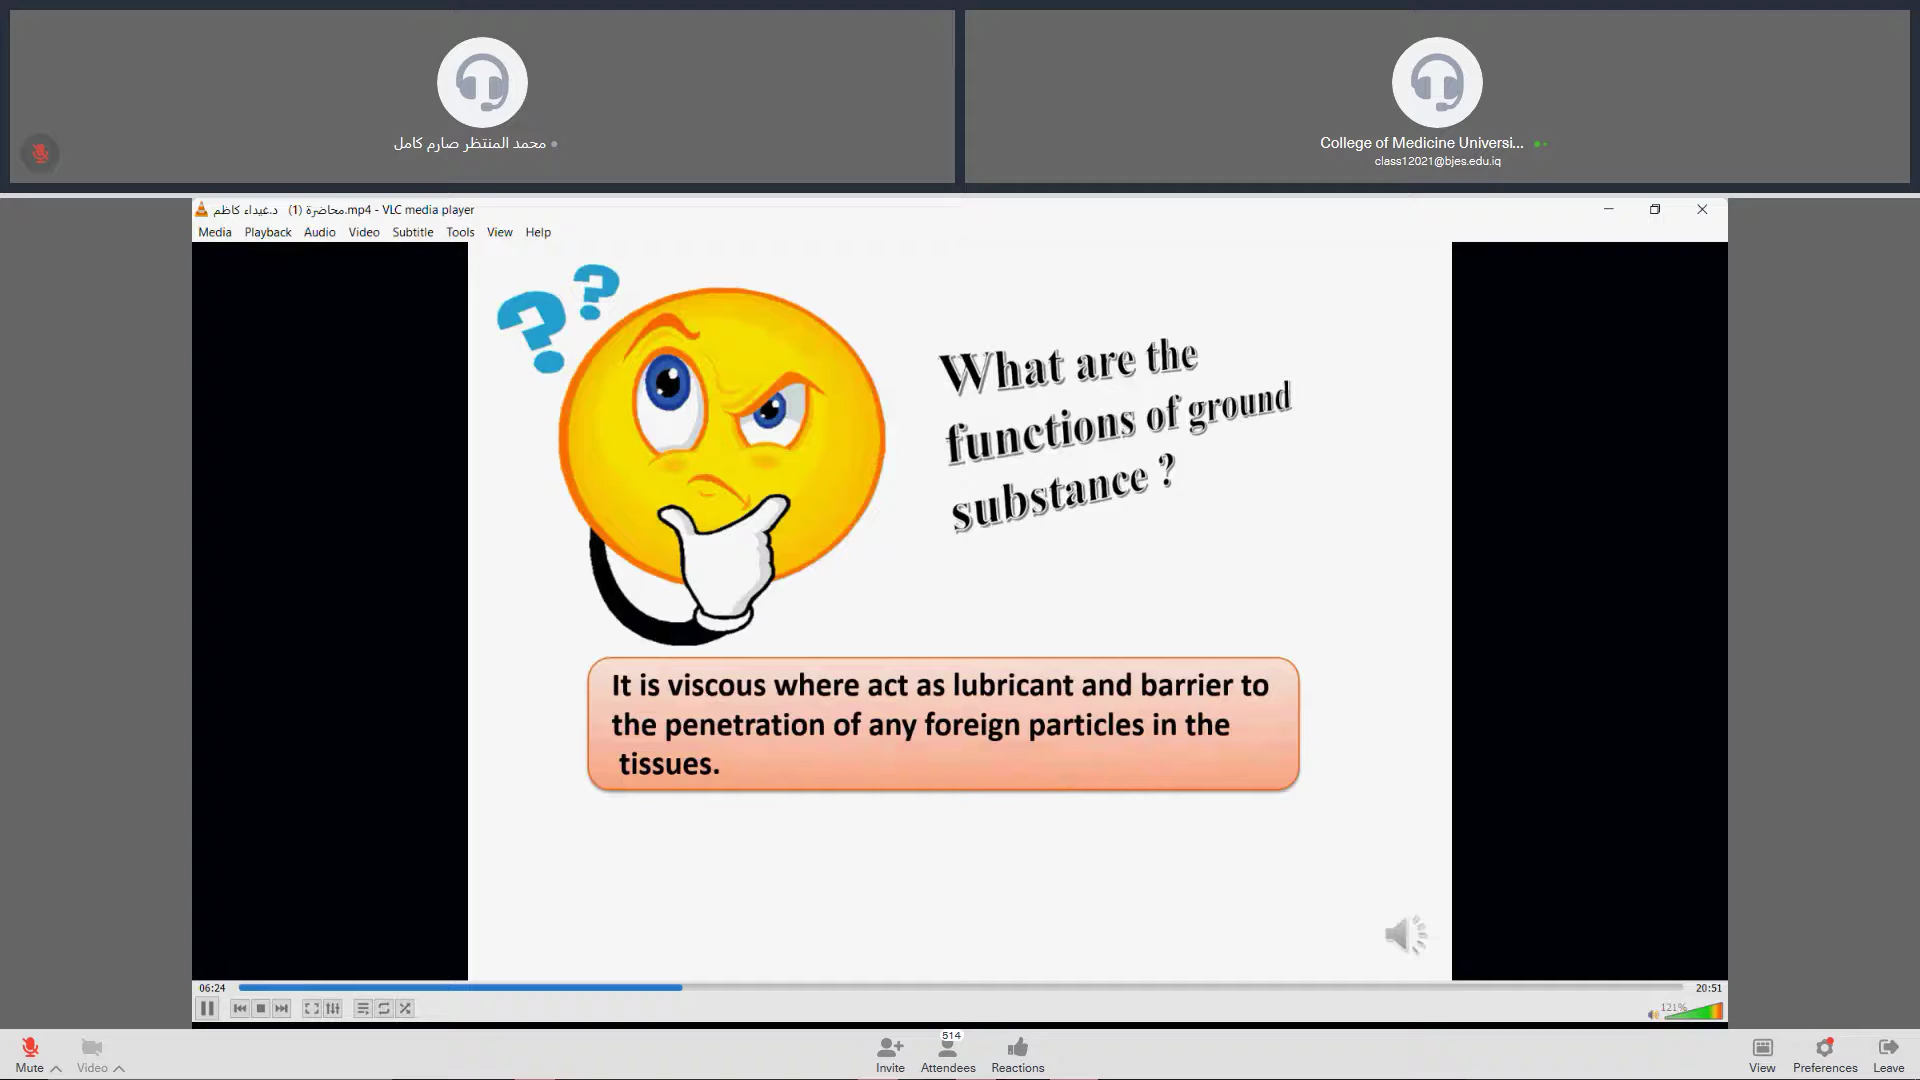 محمد المنتظر صارم كامل
College of Medicine Universi...
class12021@bjes.edu.iq
محاضرة (1) د.غيداء كاظم.mp4 - VLC media player
Media Playback Audio Video Subtitle Tools View Help
? ?
What are the
functions of ground
substance ?
It is viscous where act as lubricant and barrier to
the penetration of any foreign particles in the
tissues.
06:24
20:51
121%
514
Mute
Video
Invite
Attendees
Reactions
View
Preferences
Leave